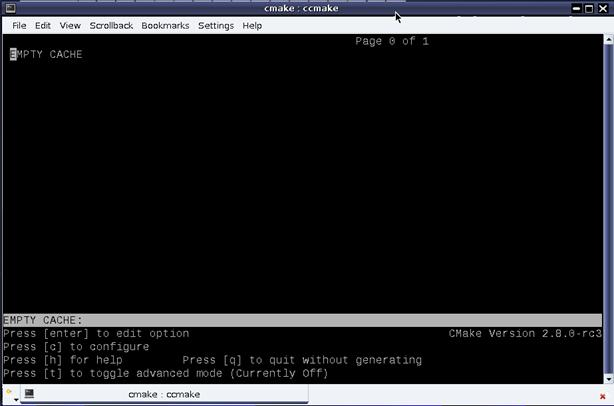 cmake : ccmake
File Edit View Scrollback Bookmarks Settings Help
Page 0 of 1
EMPTY CACHE
EMPTY CACHE:
Press [enter] to edit option CMake Version 2.8.0-rc3
Press [c] to configure
Press [h] for help Press [q] to quit without generating
Press [t] to toggle advanced mode (Currently Off)
cmake : ccmake